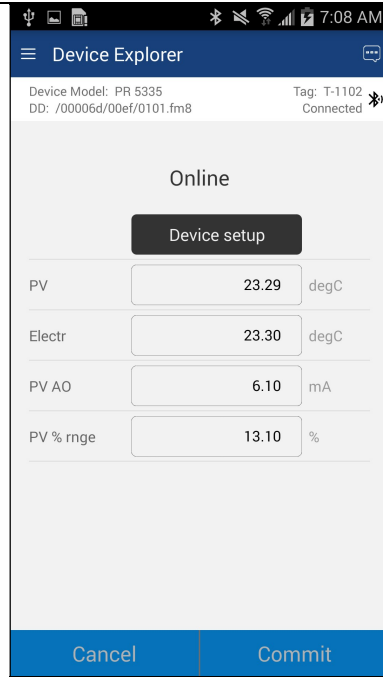 7:08 AM
Device Explorer
Device Model: PR 5335
Tag: T-1102
DD: /00006d/00ef/0101.fm8
Connected
Online
Device setup
PV 23.29 degC
Electr 23.30 degC
PV AO 6.10 mA
PV % rnge 13.10 %
Cancel Commit